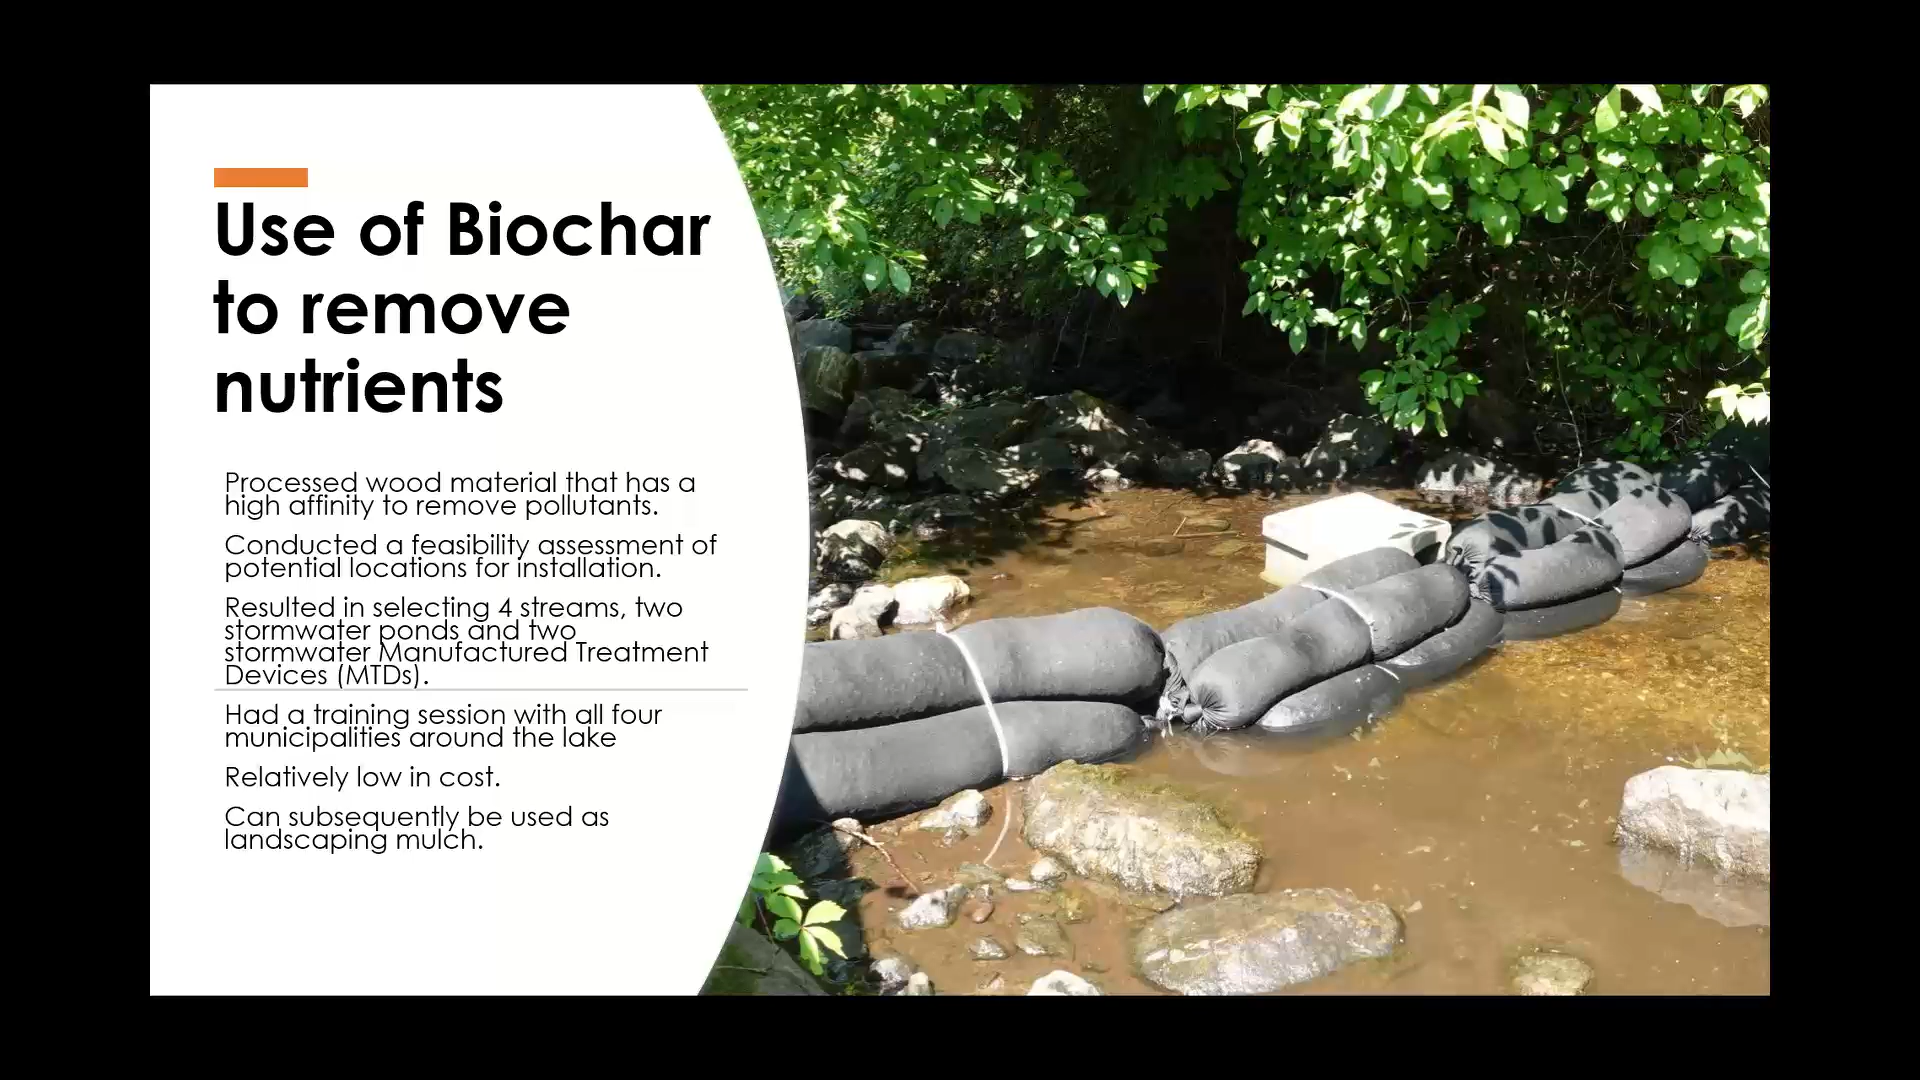 Use of Biochar
to remove
nutrients
Processed wood material that has a
high affinity to remove pollutants.
Conducted a feasibility assessment of
potential locations for installation.
Resulted in selecting 4 streams, two
stormwater ponds and two
stormwater Manufactured Treatment
Devices (MTDs).
Had a training session with all four
municipalities around the lake
Relatively low in cost.
Can subsequently be used as
landscaping mulch.